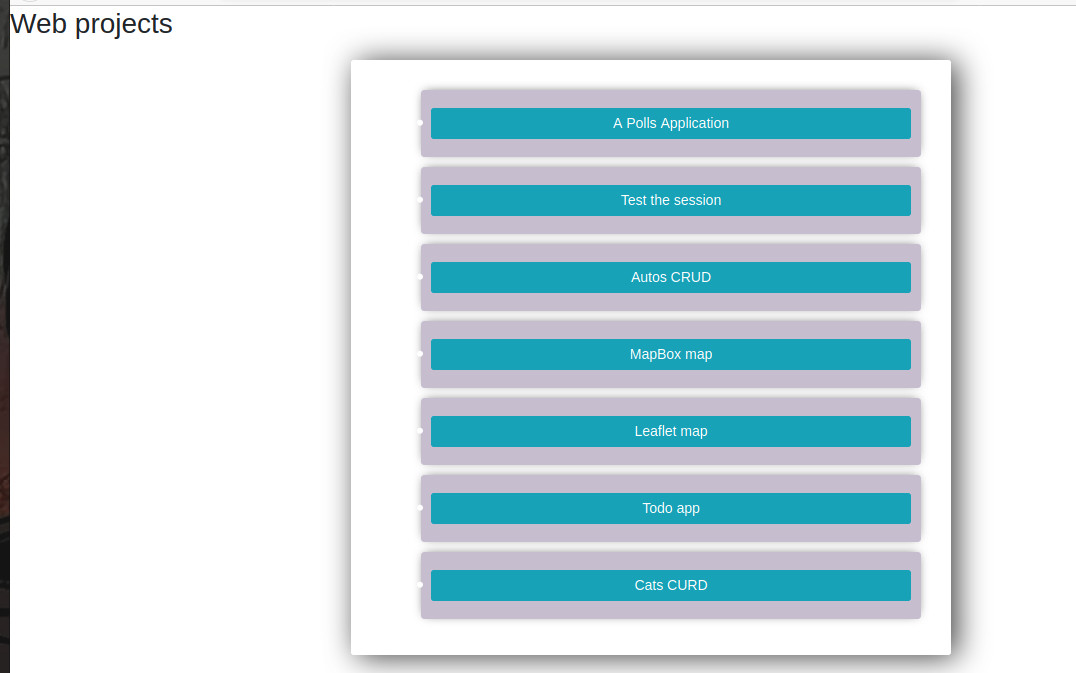 Web projects
A Polls Application
Test the session
Autos CRUD
MapBox map
Leaflet map
Todo app
Cats CURD